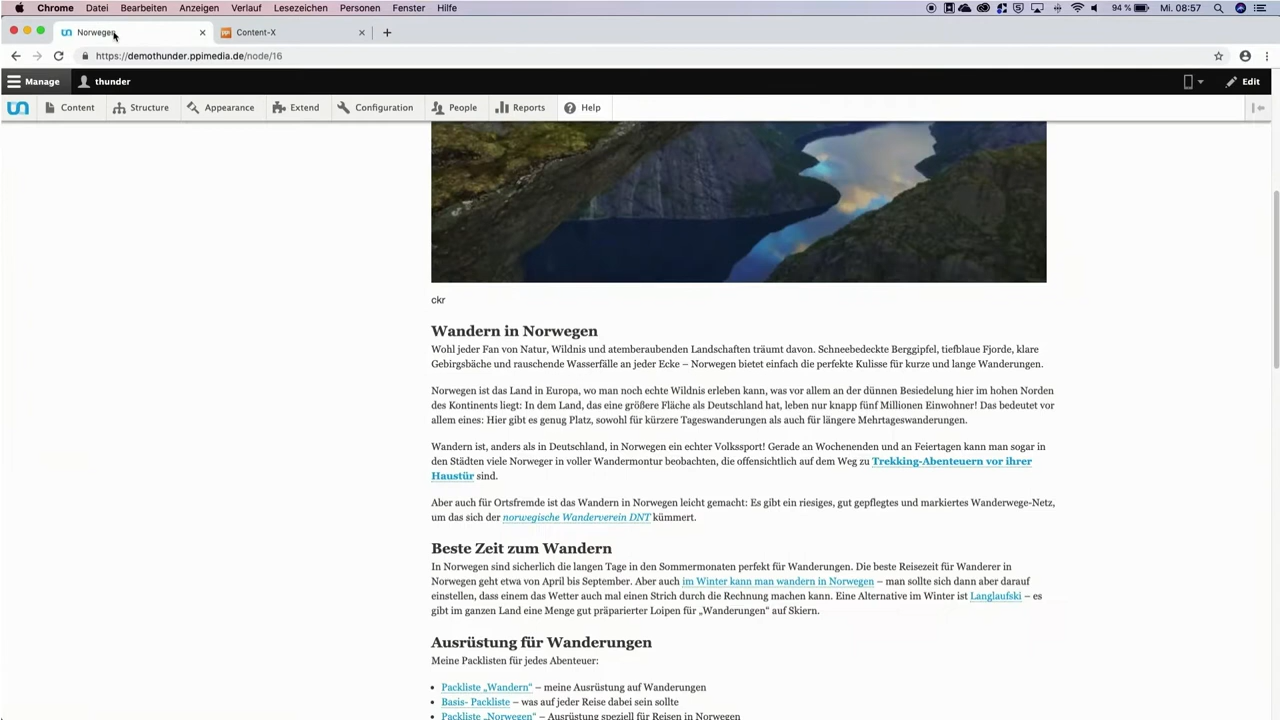 Chrome Datei Bearbeiten Anzeigen Verlauf Lesezeichen Personen Fenster Hilfe 94 % Mi. 08:57
Norwegen Content-X
https://demothunder.ppimedia.de/node/16
Manage thunder Edit
Content Structure Appearance Extend Configuration People Reports Help
ckr
Wandern in Norwegen
Wohl jeder Fan von Natur, Wildnis und atemberaubenden Landschaften träumt davon. Schneebedeckte Berggipfel, tiefblaue Fjorde, klare
Gebirgsbäche und rauschende Wasserfälle an jeder Ecke – Norwegen bietet einfach die perfekte Kulisse für kurze und lange Wanderungen.
Norwegen ist das Land in Europa, wo man noch echte Wildnis erleben kann, was vor allem an der dünnen Besiedelung hier im hohen Norden
des Kontinents liegt: In dem Land, das eine größere Fläche als Deutschland hat, leben nur knapp fünf Millionen Einwohner! Das bedeutet vor
allem eines: Hier gibt es genug Platz, sowohl für kürzere Tageswanderungen als auch für längere Mehrtageswanderungen.
Wandern ist, anders als in Deutschland, in Norwegen ein echter Volkssport! Gerade an Wochenenden und an Feiertagen kann man sogar in
den Städten viele Norweger in voller Wandermontur beobachten, die offensichtlich auf dem Weg zu Trekking-Abenteuern vor ihrer
Haustür sind.
Aber auch für Ortsfremde ist das Wandern in Norwegen leicht gemacht: Es gibt ein riesiges, gut gepflegtes und markiertes Wanderwege-Netz,
um das sich der norwegische Wanderverein DNT kümmert.
Beste Zeit zum Wandern
In Norwegen sind sicherlich die langen Tage in den Sommermonaten perfekt für Wanderungen. Die beste Reisezeit für Wanderer in
Norwegen geht etwa von April bis September. Aber auch im Winter kann man wandern in Norwegen – man sollte sich dann aber darauf
einstellen, dass einem das Wetter auch mal einen Strich durch die Rechnung machen kann. Eine Alternative im Winter ist Langlaufski – es
gibt im ganzen Land eine Menge gut präparierter Loipen für „Wanderungen“ auf Skiern.
Ausrüstung für Wanderungen
Meine Packlisten für jedes Abenteuer:
• Packliste „Wandern“ – meine Ausrüstung auf Wanderungen
• Basis- Packliste – was auf jeder Reise dabei sein sollte
• Packliste „Norwegen“ – Ausrüstung speziell für Reisen in Norwegen